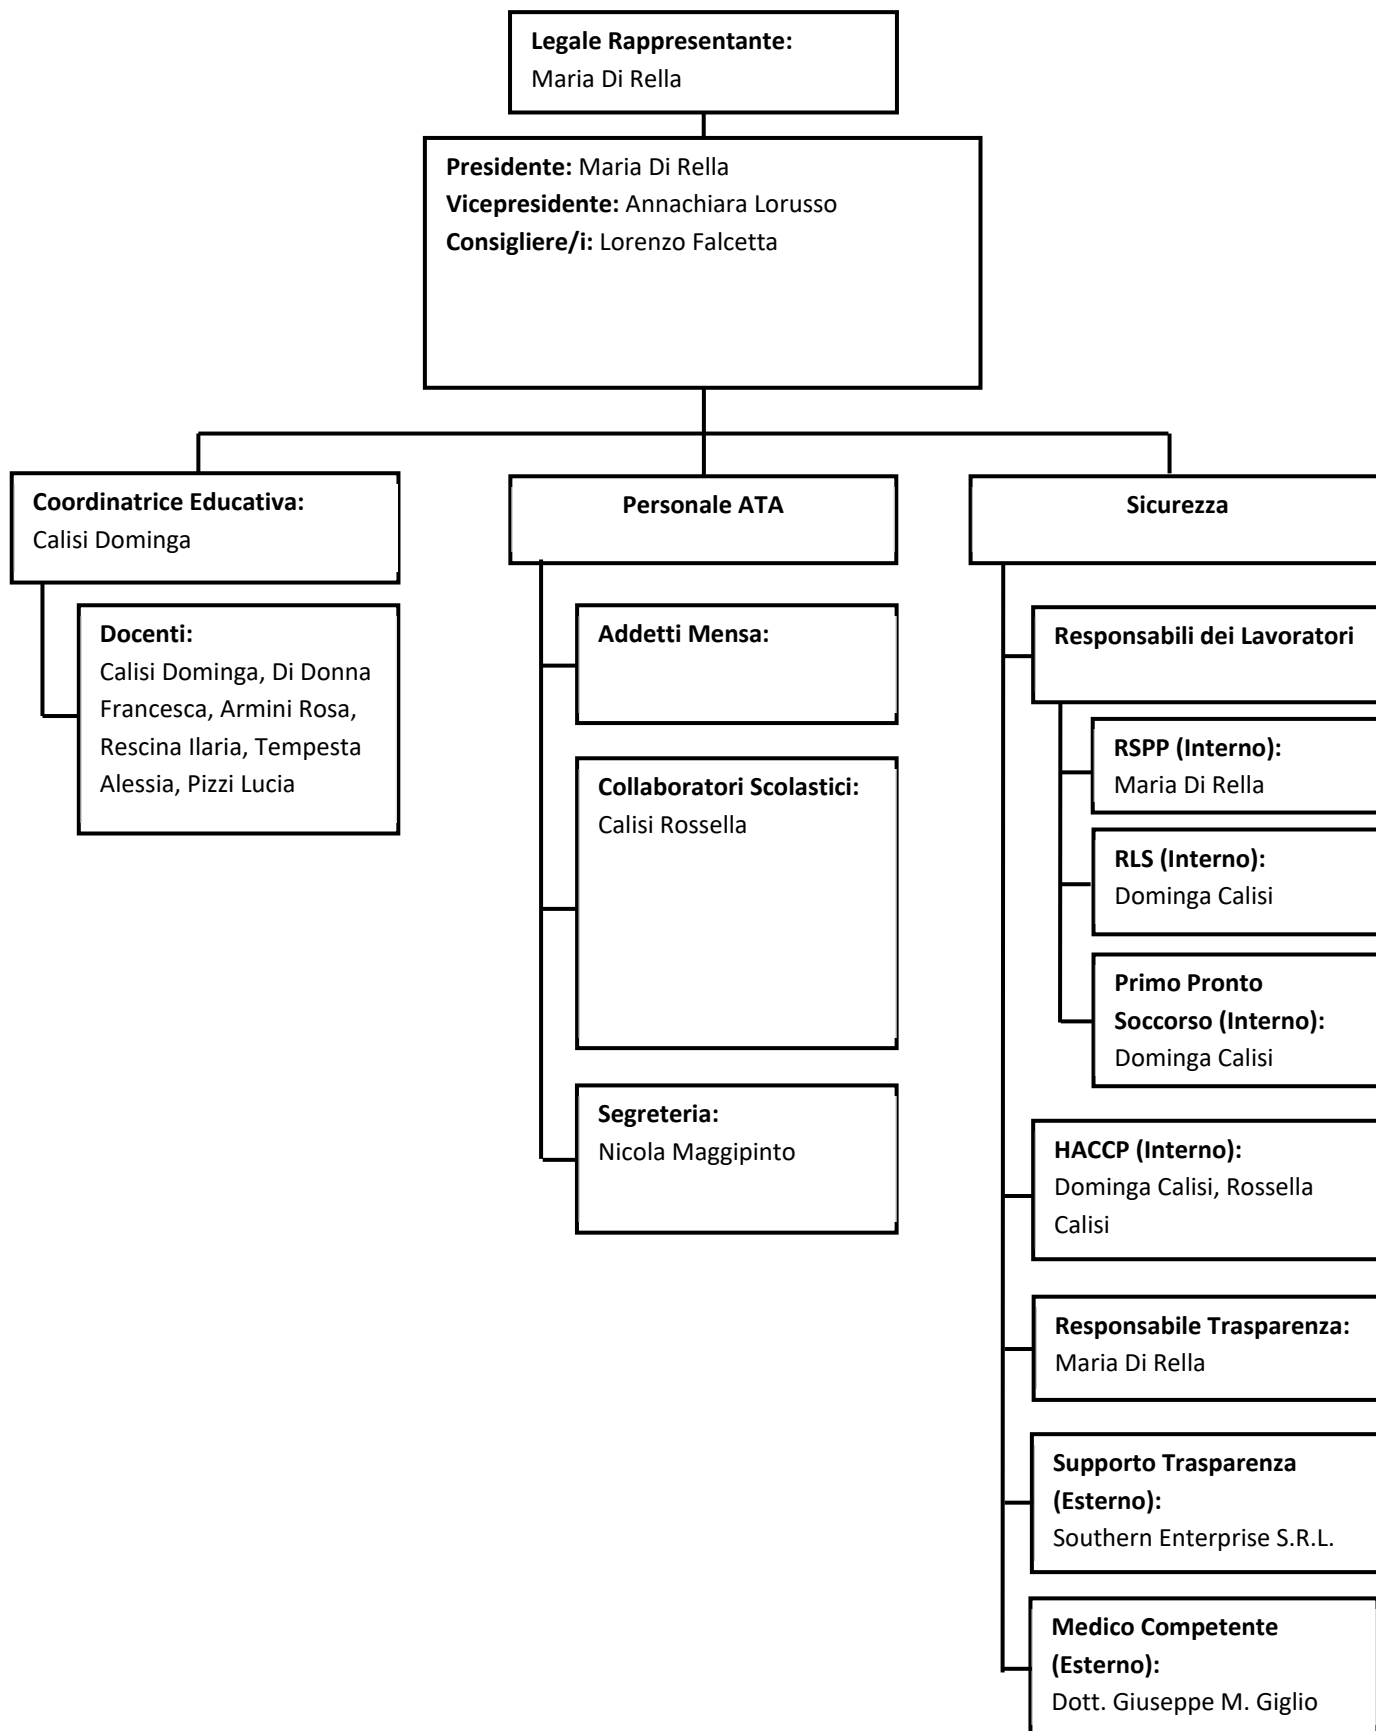 Legale Rappresentante:
Maria Di Rella
Presidente: Maria Di Rella
Vicepresidente: Annachiara Lorusso
Consigliere/i: Lorenzo Falcetta
Coordinatrice Educativa:
Calisi Dominga
Docenti:
Calisi Dominga, Di Donna
Francesca, Armini Rosa,
Rescina Ilaria, Tempesta
Alessia, Pizzi Lucia
Personale ATA
Addetti Mensa:
Collaboratori Scolastici:
Calisi Rossella
Segreteria:
Nicola Maggipinto
Sicurezza
Responsabili dei Lavoratori
RSPP (Interno):
Maria Di Rella
RLS (Interno):
Dominga Calisi
Primo Pronto
Soccorso (Interno):
Dominga Calisi
HACCP (Interno):
Dominga Calisi, Rossella
Calisi
Responsabile Trasparenza:
Maria Di Rella
Supporto Trasparenza
(Esterno):
Southern Enterprise S.R.L.
Medico Competente
(Esterno):
Dott. Giuseppe M. Giglio